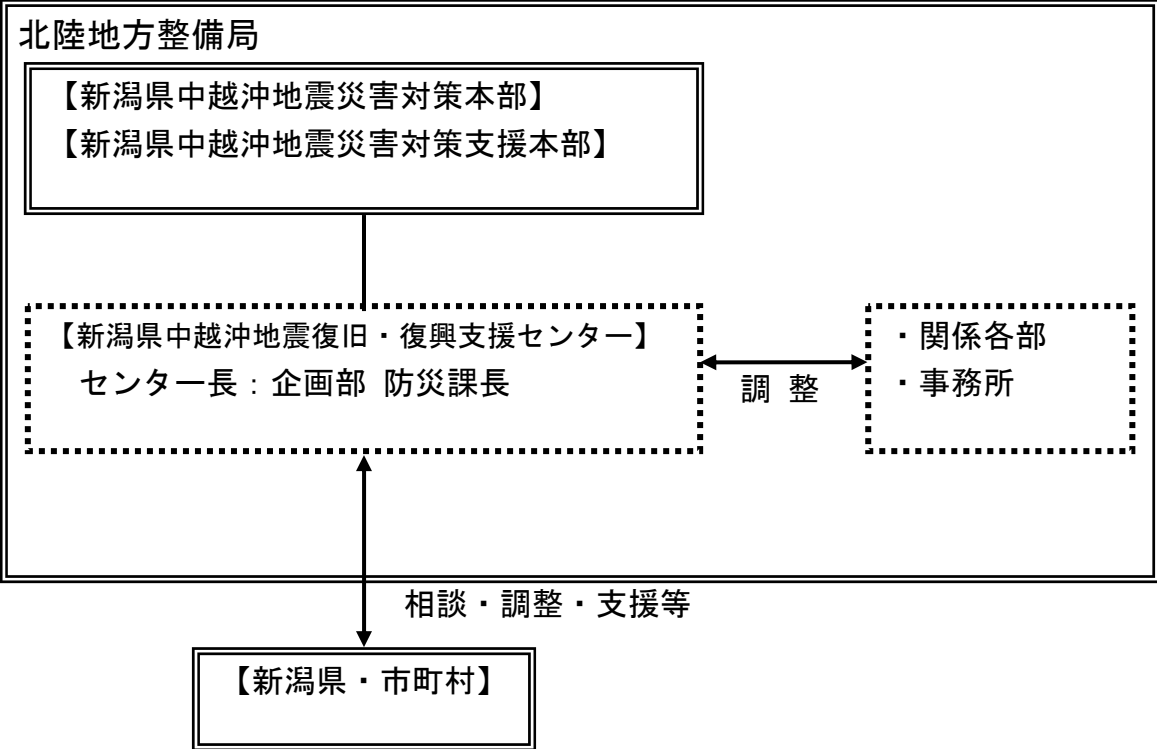 北陸地方整備局
【新潟県中越沖地震災害対策本部】
【新潟県中越沖地震災害対策支援本部】
【新潟県中越沖地震復旧・復興支援センター】
センター長：企画部 防災課長
調 整
・関係各部
・事務所
相談・調整・支援等
【新潟県・市町村】